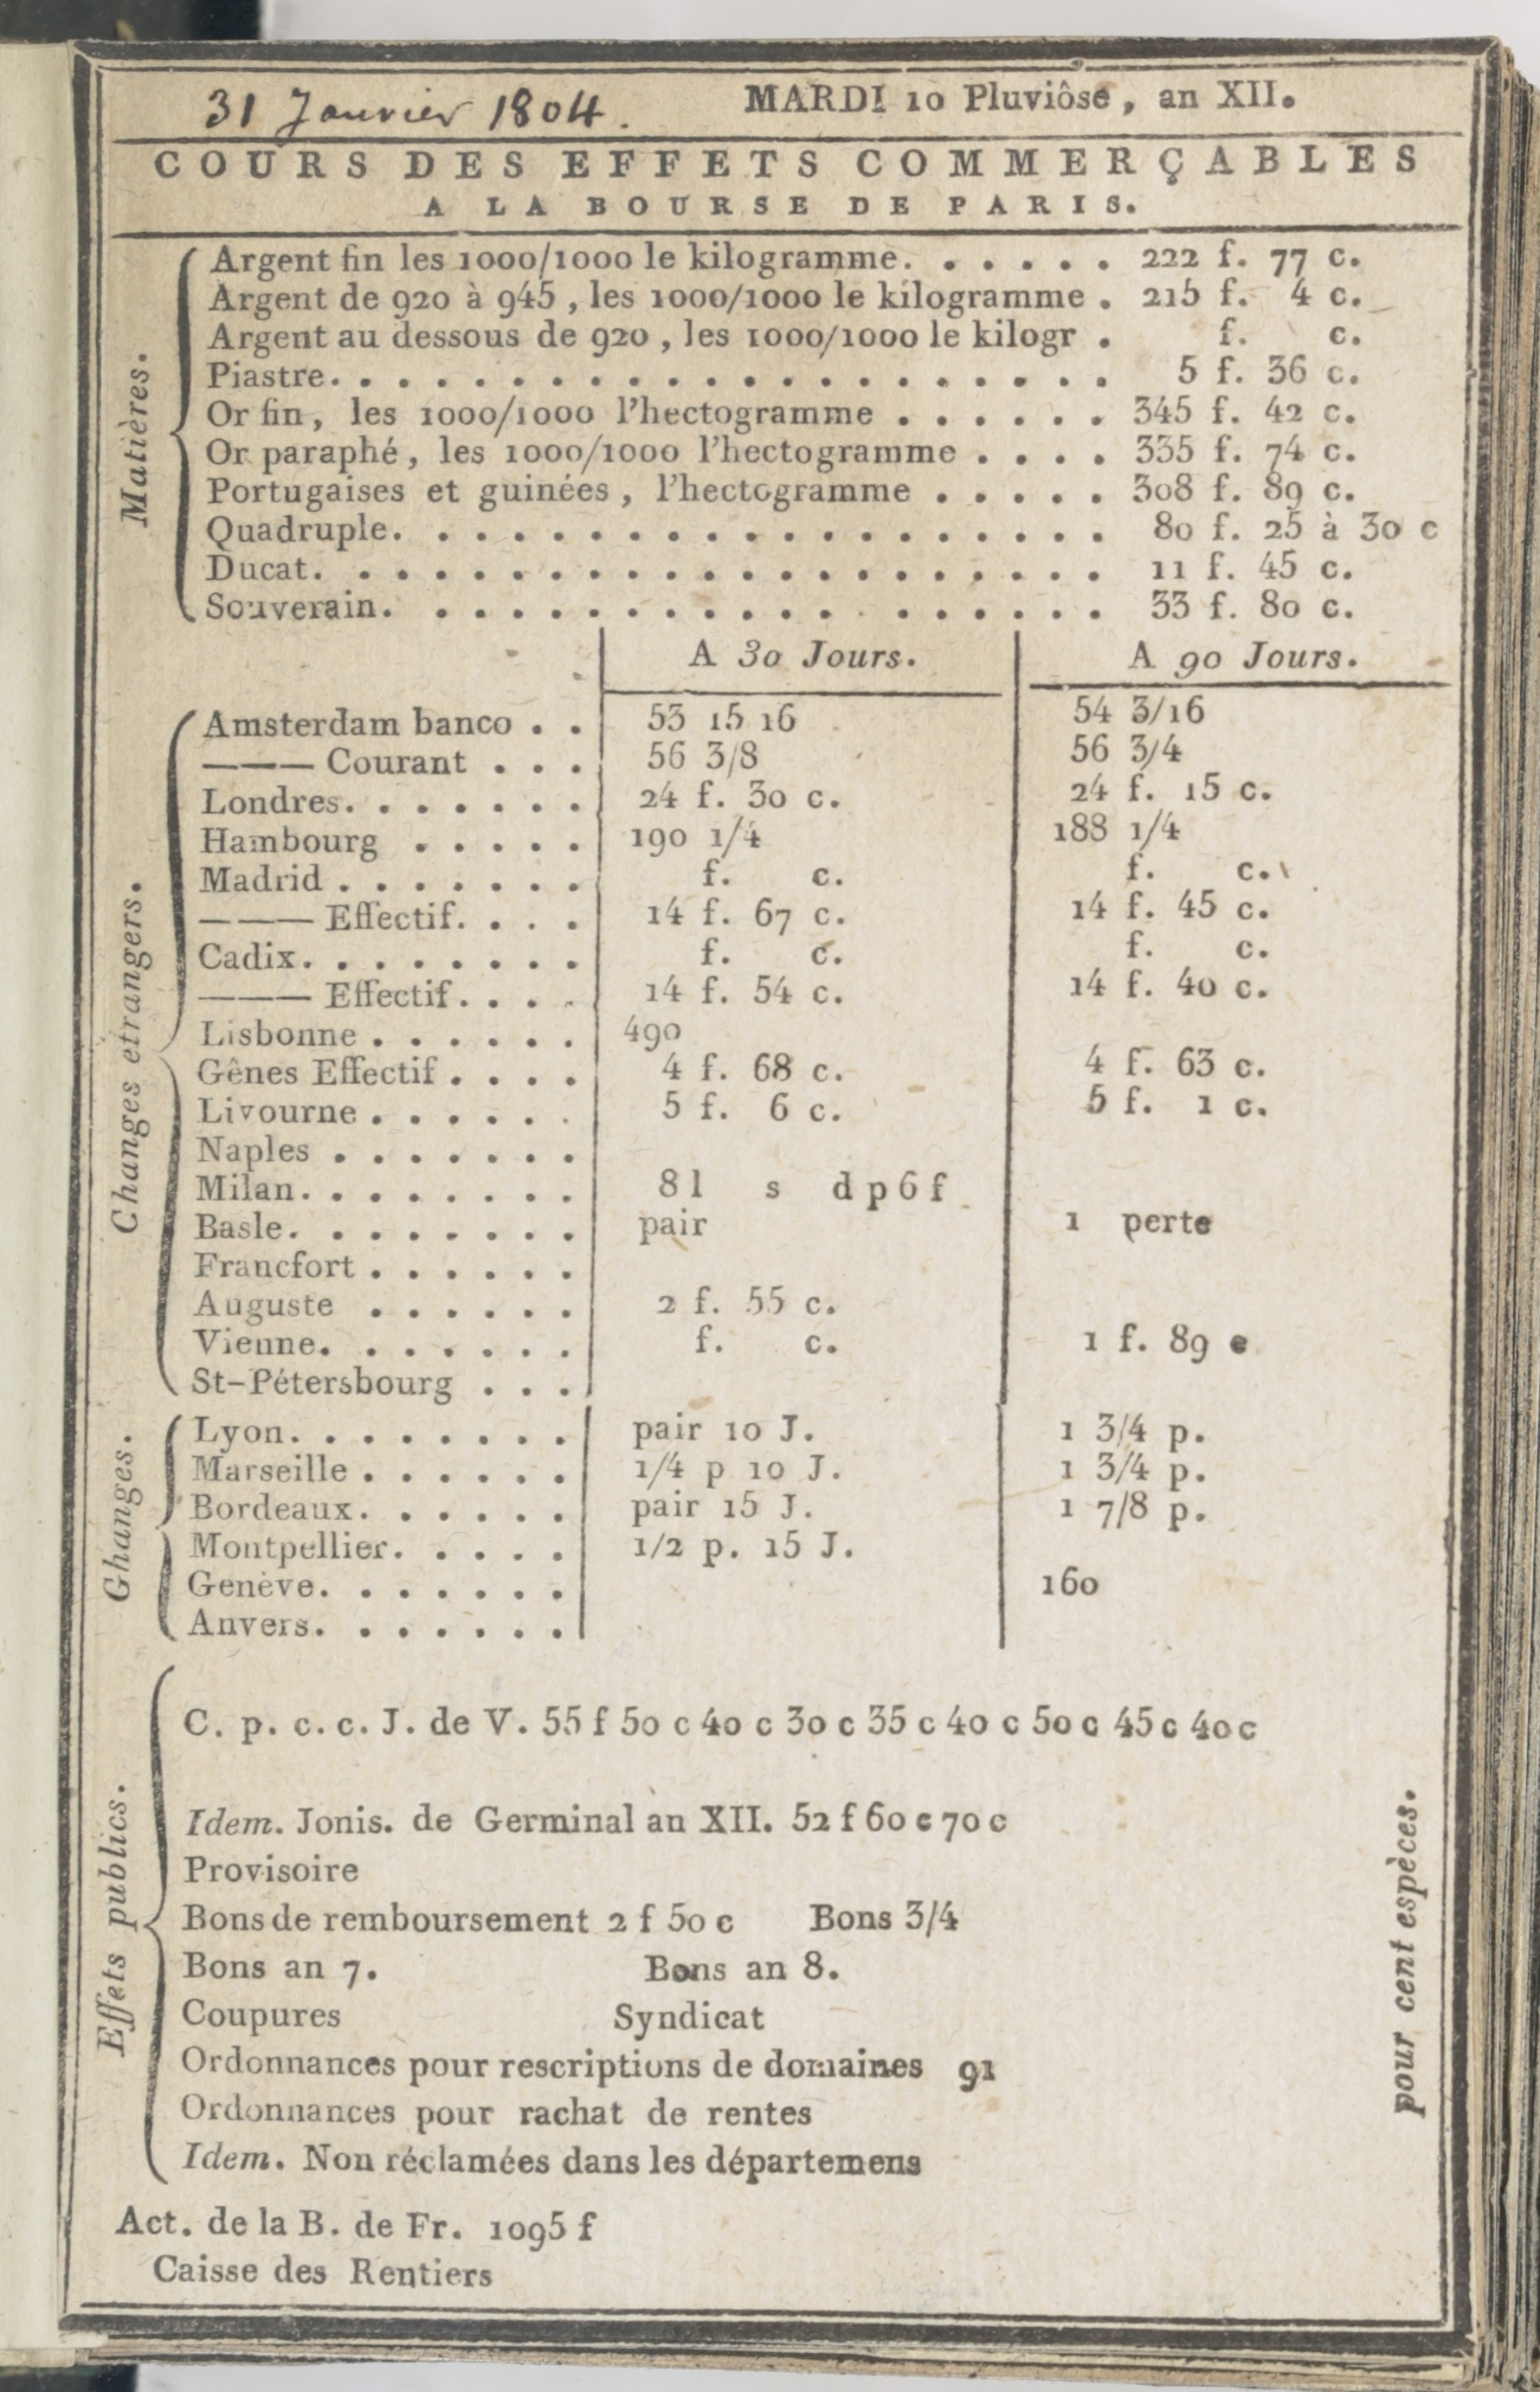 31 Janvier 1804. MARDI 10 Pluviôse, an XII.
COURS DES EFFETS COMMERÇABLES
A LA BOURSE DE PARIS.
Matières.
Argent fin les 1000/1000 le kilogramme. . . . . . 222 f. 77 c.
Argent de 920 à 945, les 1000/1000 le kilogramme . 215 f. 4 c.
Argent au dessous de 920, les 1000/1000 le kilogr . f. c.
Piastre. . . . . . . . . . . . . . . . . . . . . 5 f. 36 c.
Or fin, les 1000/1000 l'hectogramme . . . . . . 345 f. 42 c.
Or paraphé, les 1000/1000 l'hectogramme . . . . 335 f. 74 c.
Portugaises et guinées, l'hectogramme . . . . . 308 f. 89 c.
Quadruple. . . . . . . . . . . . . . . . . . . 80 f. 25 à 30 c
Ducat. . . . . . . . . . . . . . . . . . . . . 11 f. 45 c.
Souverain. . . . . . . . . . . . . . . . . . . 33 f. 80 c.
A 30 Jours. A 90 Jours.
Changes etrangers.
Amsterdam banco . . 53 15 16 54 3/16
——— Courant . . . 56 3/8 56 3/4
Londres. . . . . . . 24 f. 30 c. 24 f. 15 c.
Hambourg . . . . . 190 1/4 188 1/4
Madrid . . . . . . . f. c. f. c.
——— Effectif. . . . 14 f. 67 c. 14 f. 45 c.
Cadix. . . . . . . . f. c. f. c.
——— Effectif. . . . 14 f. 54 c. 14 f. 40 c.
Lisbonne . . . . . . 490
Gênes Effectif . . . . 4 f. 68 c. 4 f. 63 c.
Livourne . . . . . . 5 f. 6 c. 5 f. 1 c.
Naples . . . . . . .
Milan. . . . . . . . 8 l s d p 6 f
Basle. . . . . . . . pair 1 perte
Francfort . . . . . .
Auguste . . . . . . 2 f. 55 c.
Vienne. . . . . . . f. c. 1 f. 89 c
St-Pétersbourg . . .
Ghanges.
Lyon. . . . . . . . pair 10 J. 1 3/4 p.
Marseille . . . . . . 1/4 p 10 J. 1 3/4 p.
Bordeaux. . . . . . pair 15 J. 1 7/8 p.
Montpellier. . . . . 1/2 p. 15 J.
Genève. . . . . . . 160
Anvers. . . . . . .
Effets publics.
C. p. c. c. J. de V. 55 f 50 c 40 c 30 c 35 c 40 c 50 c 45 c 40 c
Idem. Jonis. de Germinal an XII. 52 f 60 c 70 c
Provisoire
Bons de remboursement 2 f 50 c Bons 3/4
Bons an 7. Bons an 8.
Coupures Syndicat
Ordonnances pour rescriptions de domaines 91
Ordonnances pour rachat de rentes
Idem. Non réclamées dans les départemens
pour cent espèces.
Act. de la B. de Fr. 1095 f
Caisse des Rentiers